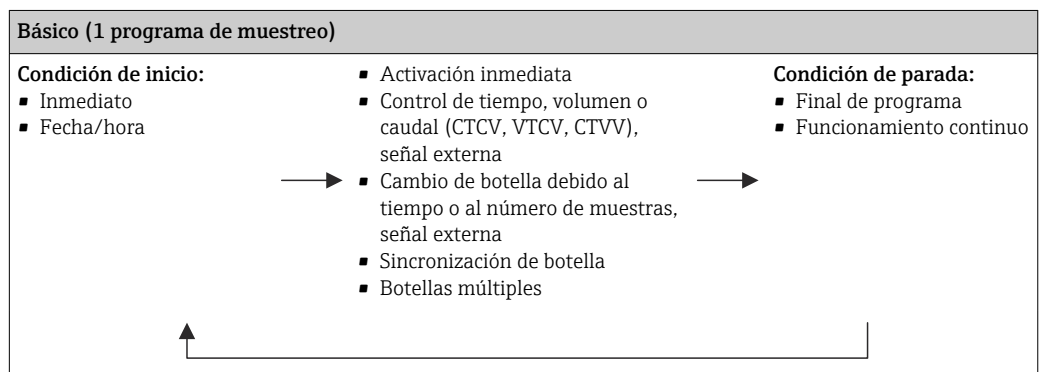 Básico (1 programa de muestreo)
Condición de inicio:
▪ Inmediato
▪ Fecha/hora
▪ Activación inmediata
▪ Control de tiempo, volumen o
caudal (CTCV, VTCV, CTVV),
señal externa
▪ Cambio de botella debido al
tiempo o al número de muestras,
señal externa
▪ Sincronización de botella
▪ Botellas múltiples
Condición de parada:
▪ Final de programa
▪ Funcionamiento continuo